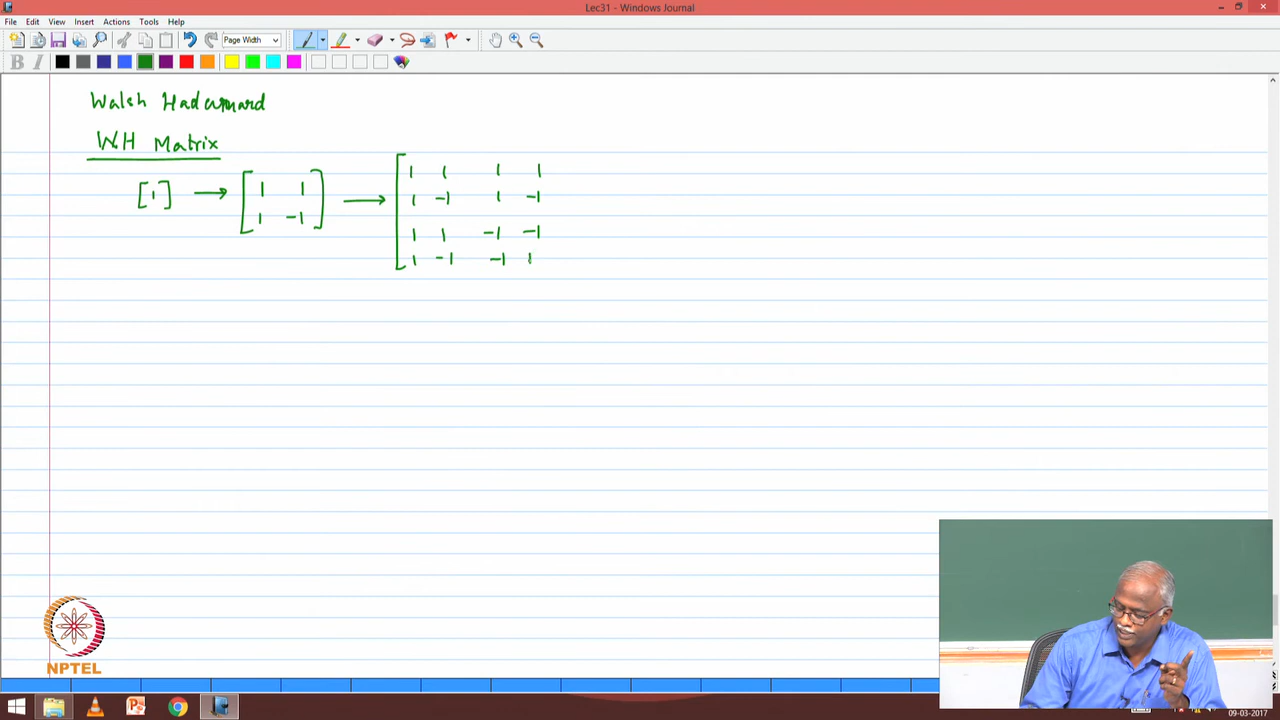 Lec31 - Windows Journal
File Edit View Insert Actions Tools Help
Page Width
B I
Walsh Hadamard
WH Matrix
[1] → [1 1 → [1 1 1 1
1 -1] 1 -1 1 -1
1 1 -1 -1
1 -1 -1 1
NPTEL
09-03-2017